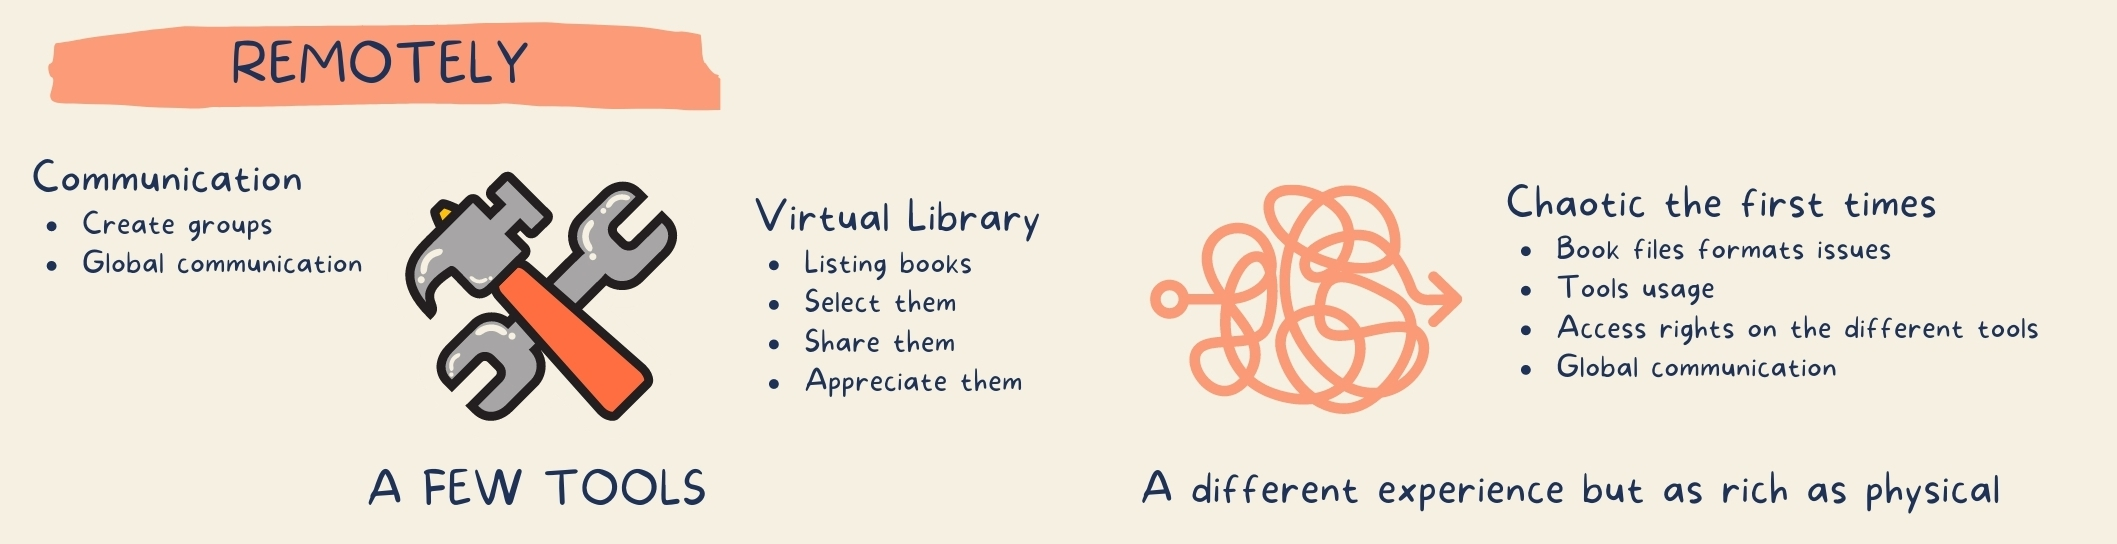 REMOTELY
Communication
• Create groups
• Global communication
A FEW TOOLS
Virtual Library
• Listing books
• Select them
• Share them
• Appreciate them
Chaotic the first times
• Book files formats issues
• Tools usage
• Access rights on the different tools
• Global communication
A different experience but as rich as physical